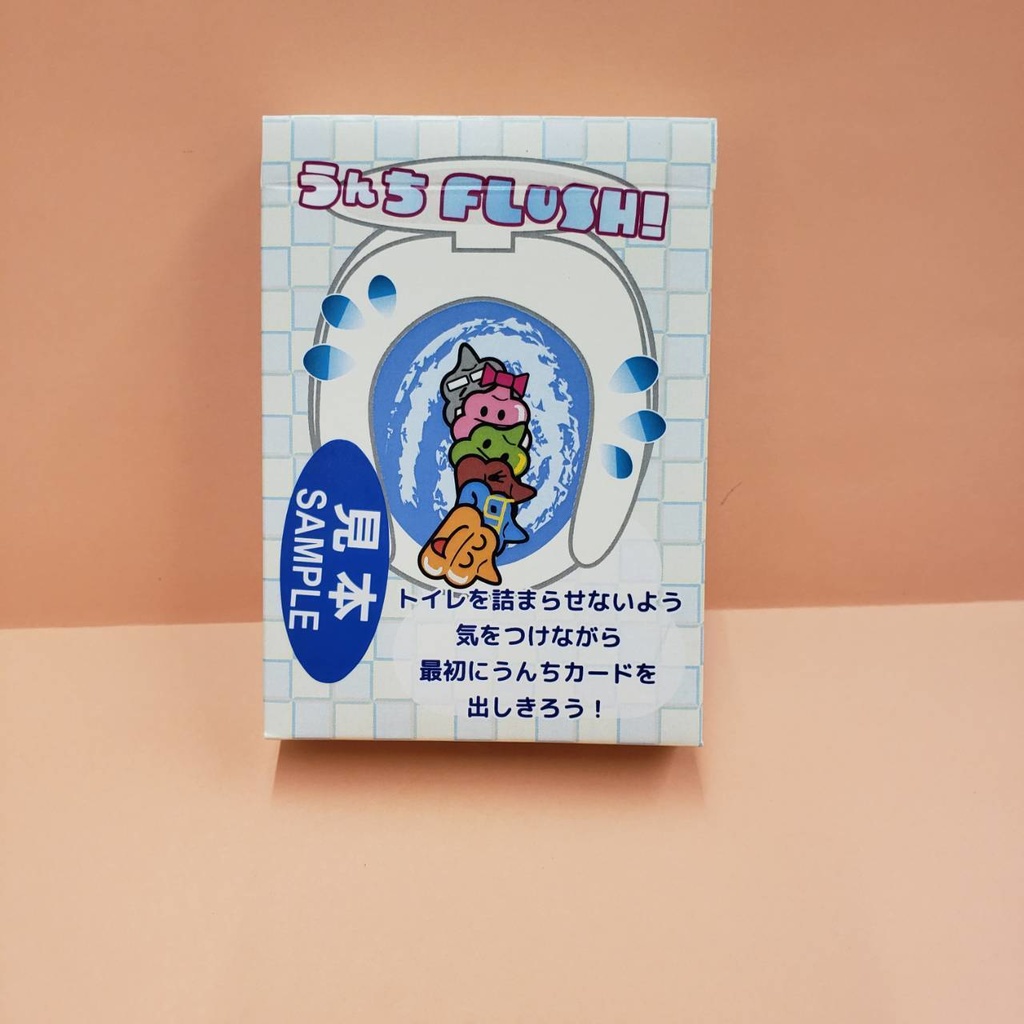 うんち FLUSH!
見本
SAMPLE
トイレを詰まらせないよう
気をつけながら
最初にうんちカードを
出しきろう！